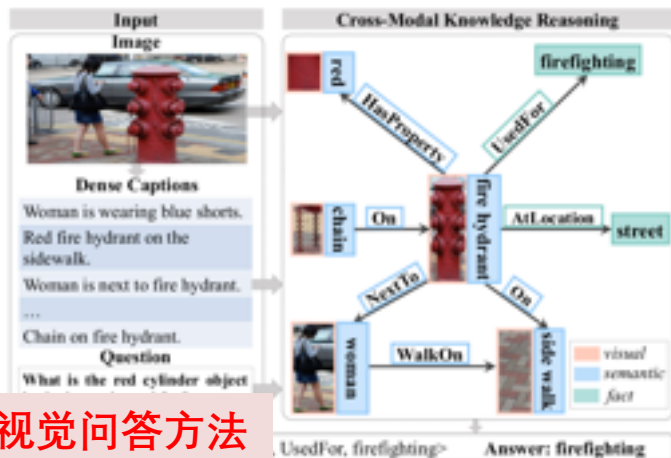 Input
Image
Dense Captions
Woman is wearing blue shorts.
Red fire hydrant on the
sidewalk.
Woman is next to fire hydrant.
...
Chain on fire hydrant.
Question
What is the red cylinder object
视觉问答方法
Cross-Modal Knowledge Reasoning
red
firefighting
HasProperty
UsedFor
chain
On
fire hydrant
AtLocation
street
NextTo
On
woman
WalkOn
side walk
visual
semantic
fact
, UsedFor, firefighting>
Answer: firefighting